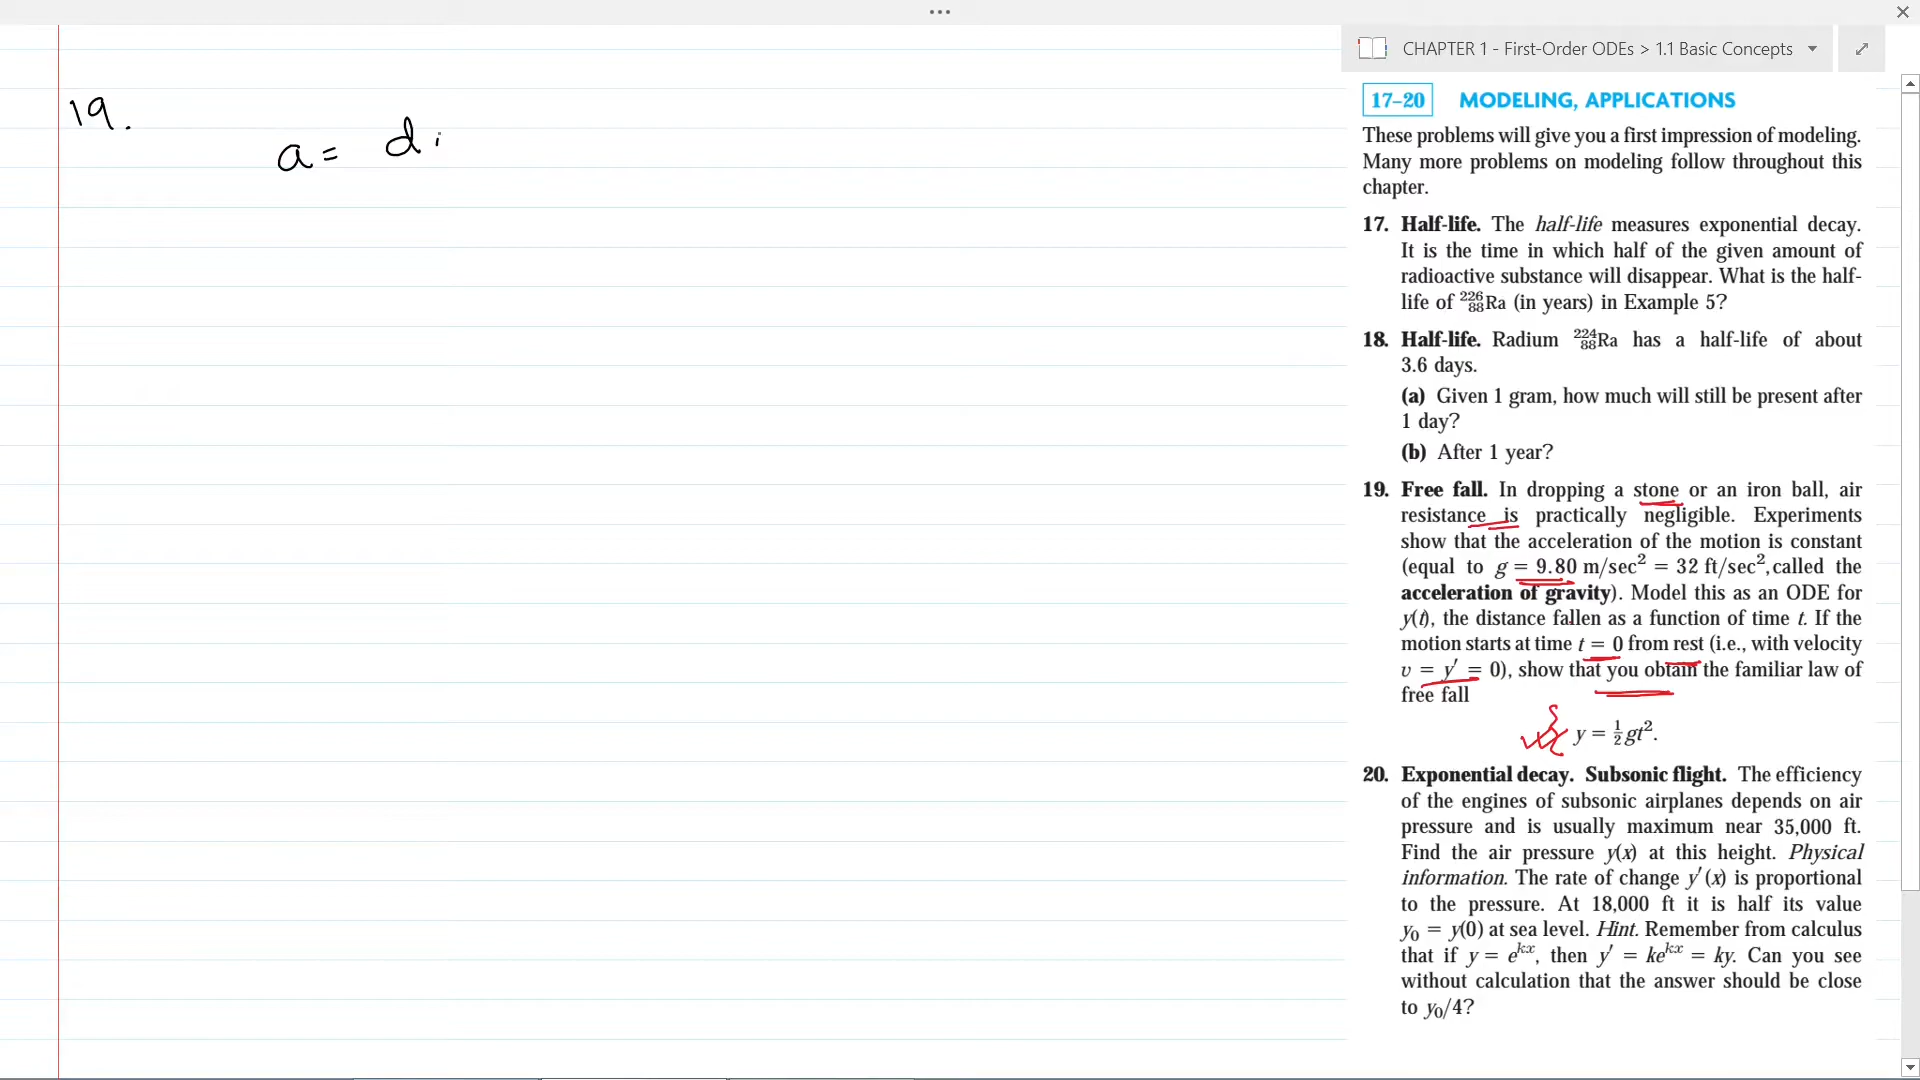 CHAPTER 1 - First-Order ODEs > 1.1 Basic Concepts
19.
a = di
17–20 MODELING, APPLICATIONS
These problems will give you a first impression of modeling.
Many more problems on modeling follow throughout this
chapter.
17. Half-life. The half-life measures exponential decay.
It is the time in which half of the given amount of
radioactive substance will disappear. What is the half-
life of ²²⁶₈₈Ra (in years) in Example 5?
18. Half-life. Radium ²²⁴₈₈Ra has a half-life of about
3.6 days.
(a) Given 1 gram, how much will still be present after
1 day?
(b) After 1 year?
19. Free fall. In dropping a stone or an iron ball, air
resistance is practically negligible. Experiments
show that the acceleration of the motion is constant
(equal to g = 9.80 m/sec² = 32 ft/sec², called the
acceleration of gravity). Model this as an ODE for
y(t), the distance fallen as a function of time t. If the
motion starts at time t = 0 from rest (i.e., with velocity
v = y′ = 0), show that you obtain the familiar law of
free fall
y = ½gt².
20. Exponential decay. Subsonic flight. The efficiency
of the engines of subsonic airplanes depends on air
pressure and is usually maximum near 35,000 ft.
Find the air pressure y(x) at this height. Physical
information. The rate of change y′(x) is proportional
to the pressure. At 18,000 ft it is half its value
y₀ = y(0) at sea level. Hint. Remember from calculus
that if y = eᵏˣ, then y′ = keᵏˣ = ky. Can you see
without calculation that the answer should be close
to y₀/4?